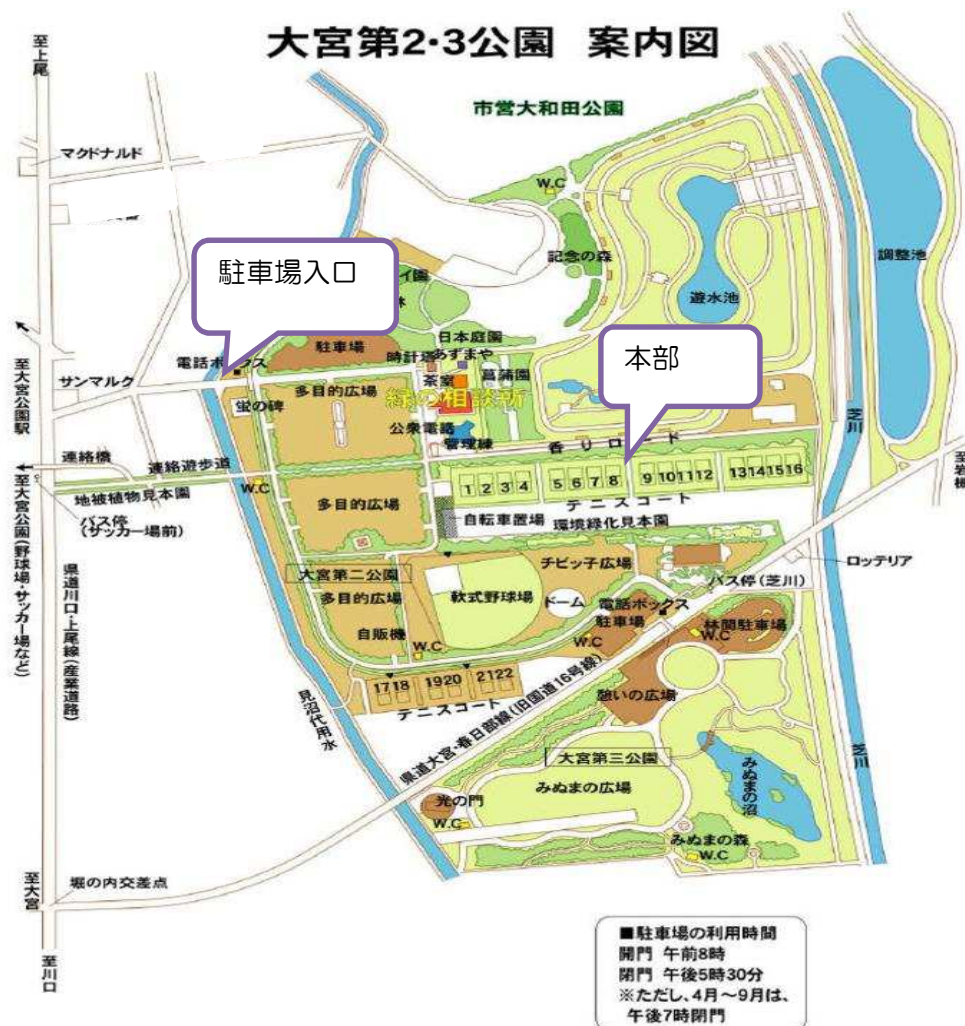 大宮第2・3公園 案内図
至上尾
市営大和田公園
マクドナルド
W.C
記念の森
調整池
遊水池
駐車場入口
イ園
林
日本庭園
本部
電話ボックス
駐車場
時計塔
あずまや
菖蒲園
サンマルク
茶室
多目的広場
緑の相談所
蛍の碑
至大宮公園駅
公衆電話
管理棟
香りロード
芝川
連絡橋
連絡遊歩道
至岩槻
W.C
地被植物見本園
1 2 3 4 5 6 7 8 9 10 11 12 13 14 15 16
テニスコート
バス停
(サッカー場前)
多目的広場
自転車置場
環境緑化見本園
至大宮公園(野球場・サッカー場など)
ロッテリア
チビッ子広場
大宮第二公園
バス停(芝川)
県道川口・上尾線(産業道路)
多目的広場
軟式野球場
ドーム
電話ボックス
駐車場
林間駐車場
自販機
W.C
W.C
W.C
17 18 19 20 21 22
テニスコート
憩いの広場
見沼代用水
県道大宮・春日部線(旧国道16号線)
大宮第三公園
芝川
みぬまの広場
みぬまの沼
光の門
W.C
みぬまの森
W.C
堀の内交差点
至大宮
至川口
■駐車場の利用時間
開門 午前8時
閉門 午後5時30分
※ただし、4月〜9月は、
午後7時閉門